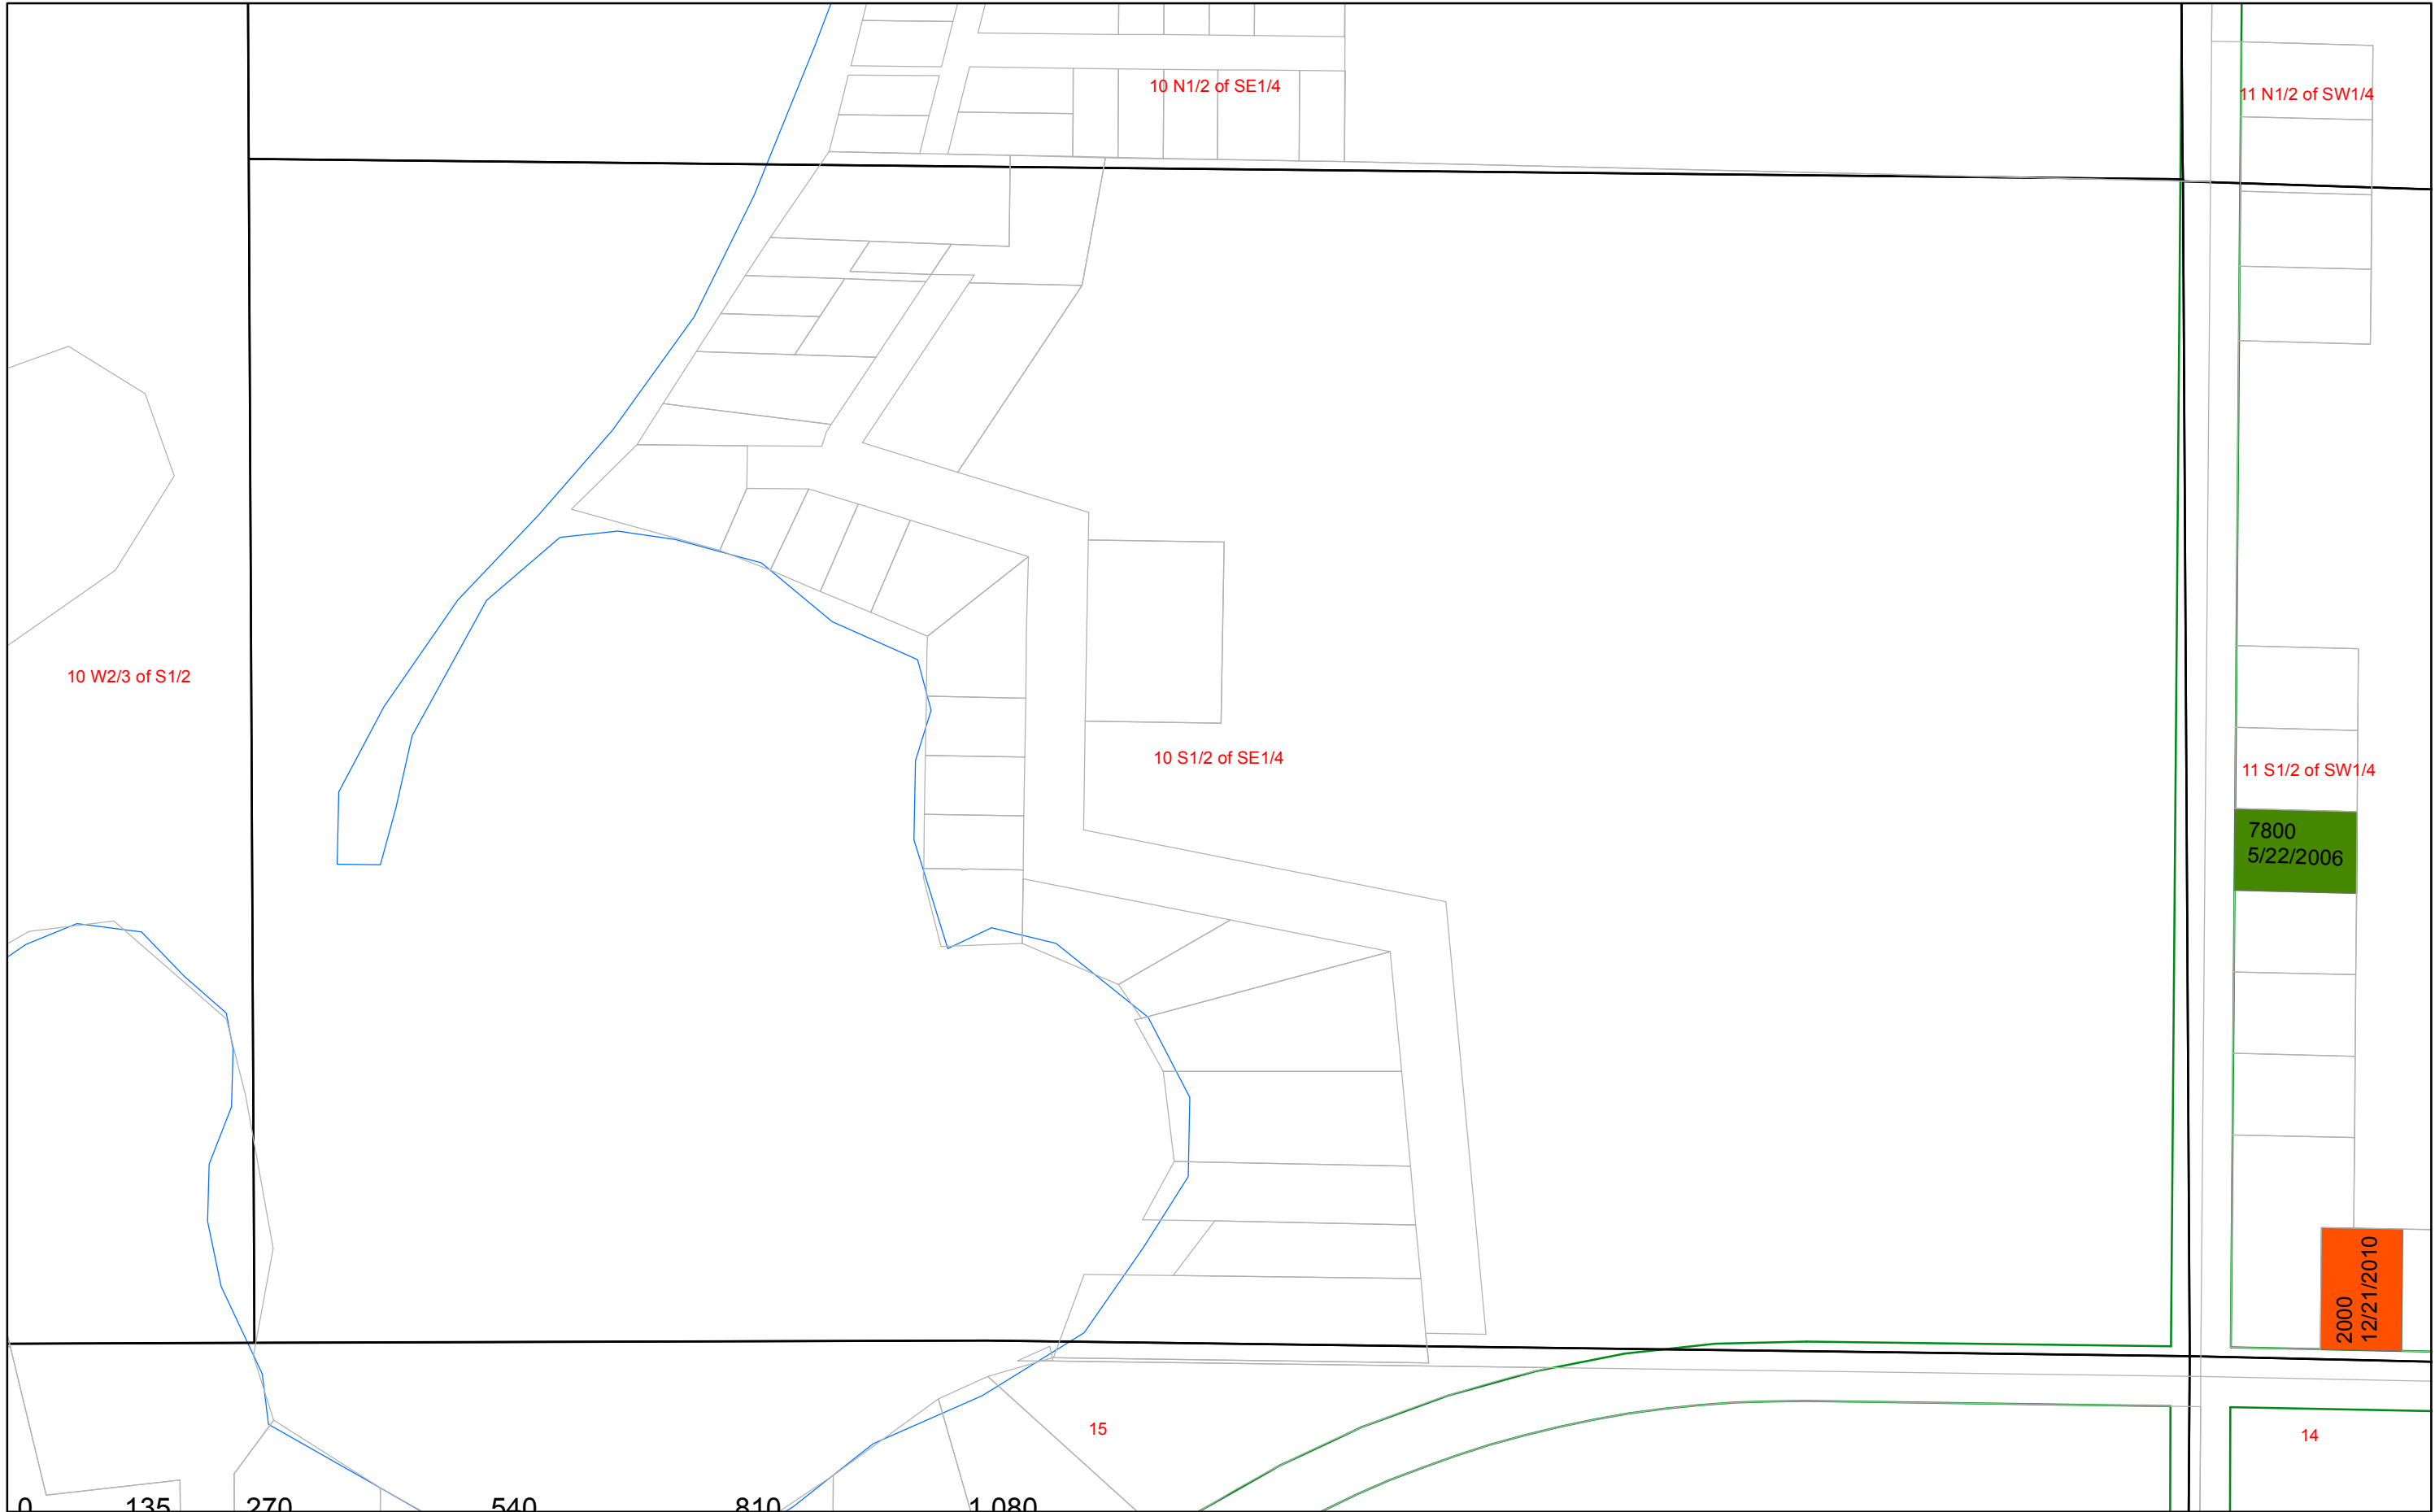 10 N1/2 of SE1/4
11 N1/2 of SW1/4
10 W2/3 of S1/2
10 S1/2 of SE1/4
11 S1/2 of SW1/4
7800
5/22/2006
2000
12/21/2010
15
14
0 135 270 540 810 1,080